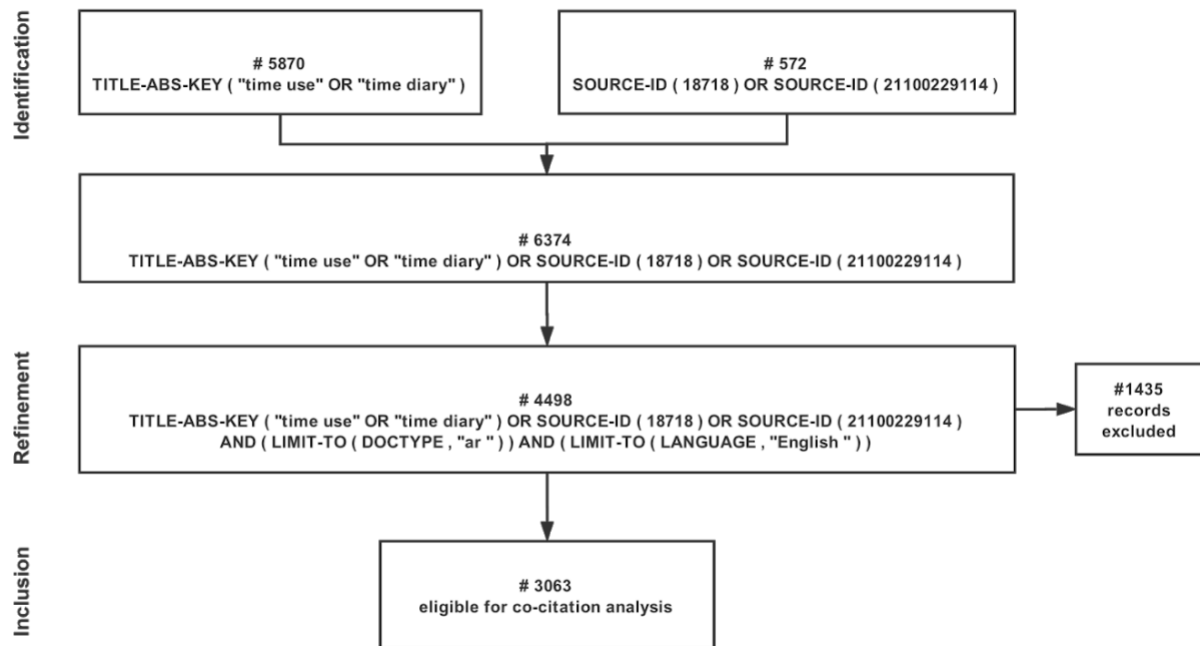 Identification
# 5870
TITLE-ABS-KEY ( "time use" OR "time diary" )
# 572
SOURCE-ID ( 18718 ) OR SOURCE-ID ( 21100229114 )
# 6374
TITLE-ABS-KEY ( "time use" OR "time diary" ) OR SOURCE-ID ( 18718 ) OR SOURCE-ID ( 21100229114 )
Refinement
# 4498
TITLE-ABS-KEY ( "time use" OR "time diary" ) OR SOURCE-ID ( 18718 ) OR SOURCE-ID ( 21100229114 )
AND ( LIMIT-TO ( DOCTYPE , "ar " ) ) AND ( LIMIT-TO ( LANGUAGE , "English " ) )
#1435
records
excluded
Inclusion
# 3063
eligible for co-citation analysis